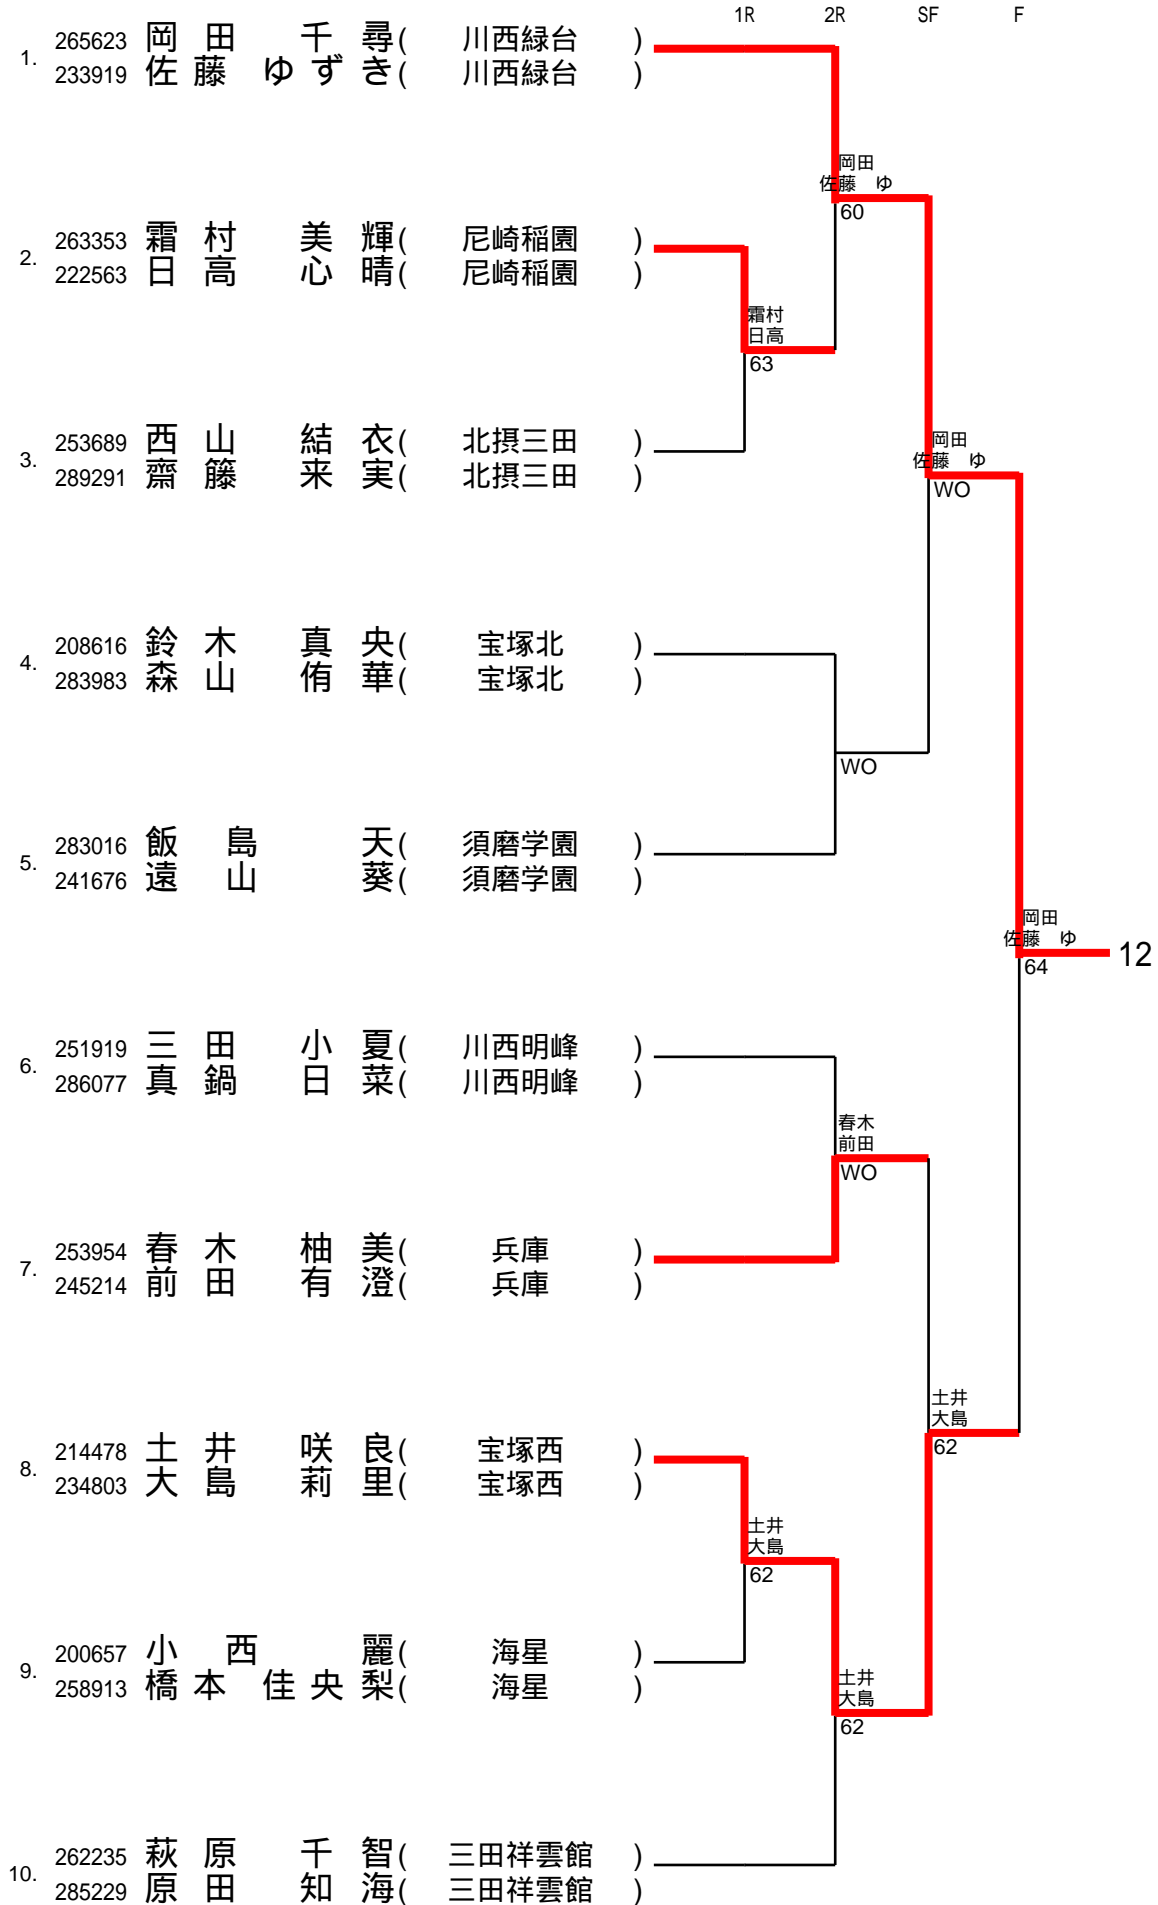 1R 2R SF F
1. 265623 岡田 千尋( 川西緑台 )
233919 佐藤 ゆずき( 川西緑台 )
岡田
佐藤 ゆ
60
2. 263353 霜村 美輝( 尼崎稲園 )
222563 日高 心晴( 尼崎稲園 )
霜村
日高
63
3. 253689 西山 結衣( 北摂三田 )
289291 齋籐 来実( 北摂三田 )
岡田
佐藤 ゆ
WO
4. 208616 鈴木 真央( 宝塚北 )
283983 森山 侑華( 宝塚北 )
WO
5. 283016 飯島 天( 須磨学園 )
241676 遠山 葵( 須磨学園 )
岡田
佐藤 ゆ
64
12
6. 251919 三田 小夏( 川西明峰 )
286077 真鍋 日菜( 川西明峰 )
春木
前田
WO
7. 253954 春木 柚美( 兵庫 )
245214 前田 有澄( 兵庫 )
土井
大島
62
8. 214478 土井 咲良( 宝塚西 )
234803 大島 莉里( 宝塚西 )
土井
大島
62
9. 200657 小西 麗( 海星 )
258913 橋本 佳央梨( 海星 )
土井
大島
62
10. 262235 萩原 千智( 三田祥雲館 )
285229 原田 知海( 三田祥雲館 )